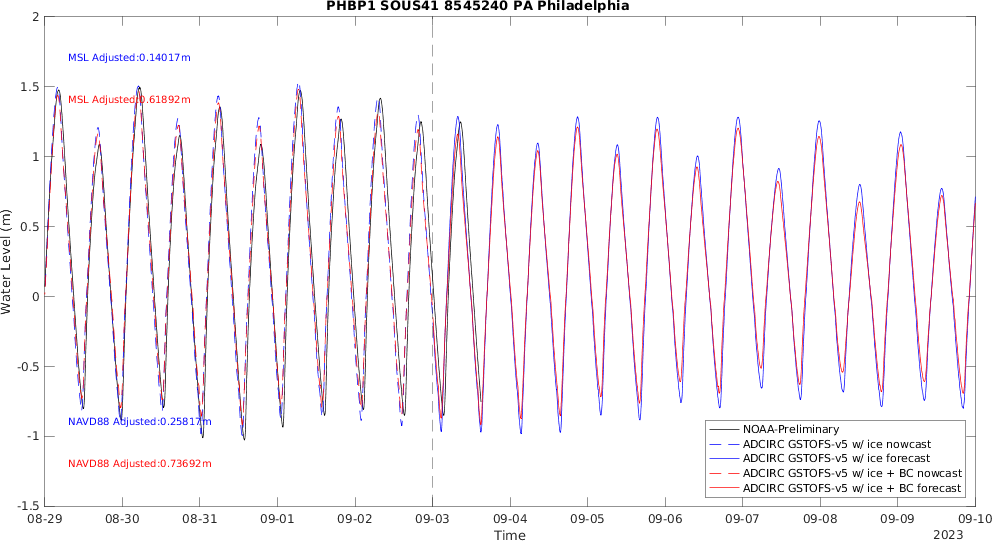 PHBP1 SOUS41 8545240 PA Philadelphia
2
MSL Adjusted:0.14017m
1.5
MSL Adjusted:0.61892m
1
0.5
Water Level (m)
0
-0.5
NAVD88 Adjusted:0.25817m
-1
NAVD88 Adjusted:0.73692m
-1.5
NOAA-Preliminary
ADCIRC GSTOFS-v5 w/ ice nowcast
ADCIRC GSTOFS-v5 w/ ice forecast
ADCIRC GSTOFS-v5 w/ ice + BC nowcast
ADCIRC GSTOFS-v5 w/ ice + BC forecast
08-29 08-30 08-31 09-01 09-02 09-03 09-04 09-05 09-06 09-07 09-08 09-09 09-10
Time
2023